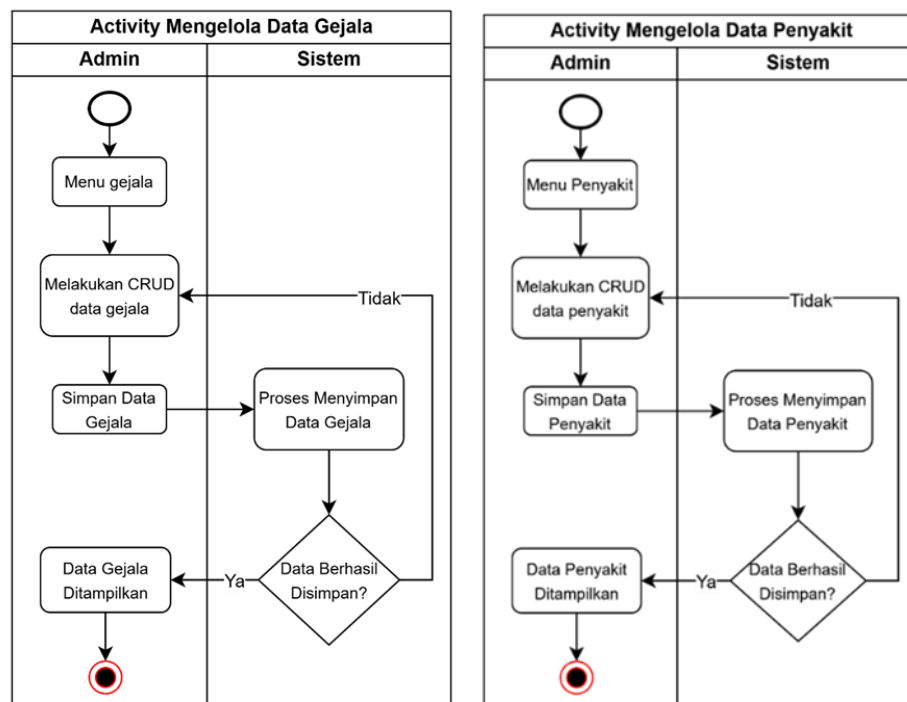 Activity Mengelola Data Gejala
Admin
Sistem
Menu gejala
Melakukan CRUD
data gejala
Tidak
Simpan Data
Gejala
Proses Menyimpan
Data Gejala
Data Berhasil
Disimpan?
Ya
Data Gejala
Ditampilkan
Activity Mengelola Data Penyakit
Admin
Sistem
Menu Penyakit
Melakukan CRUD
data penyakit
Tidak
Simpan Data
Penyakit
Proses Menyimpan
Data Penyakit
Data Berhasil
Disimpan?
Ya
Data Penyakit
Ditampilkan